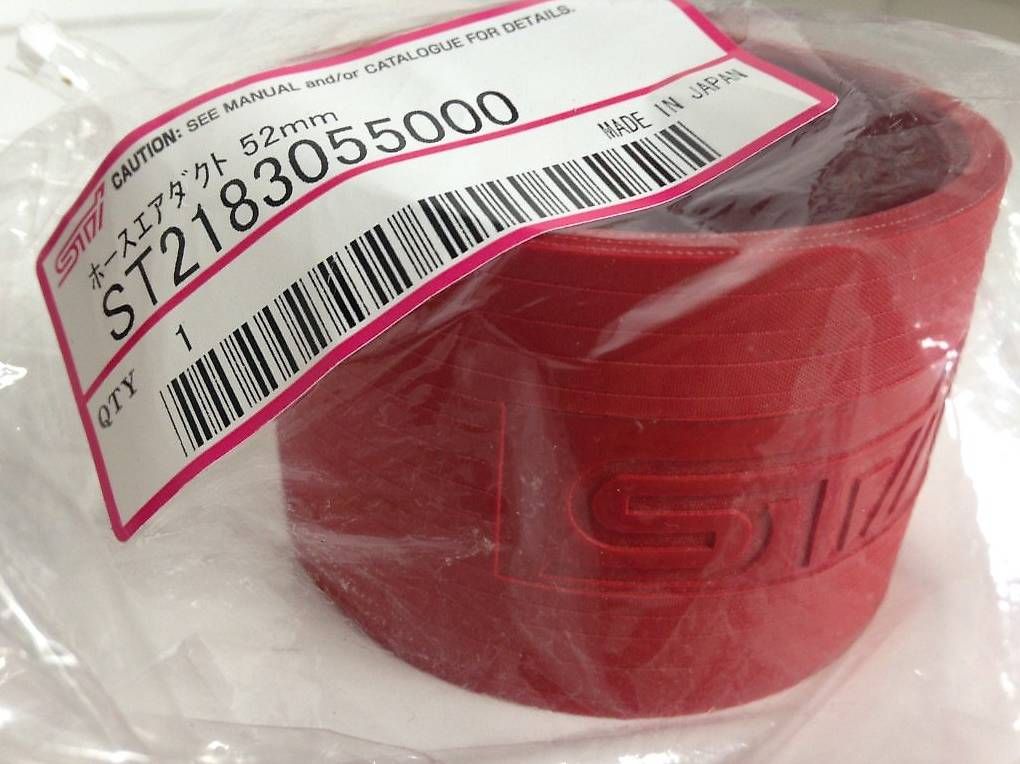 CAUTION: SEE MANUAL and/or CATALOGUE FOR DETAILS.
STi
ホースエアダクト 52mm
ST2183055000
MADE IN JAPAN
QTY 1
STi